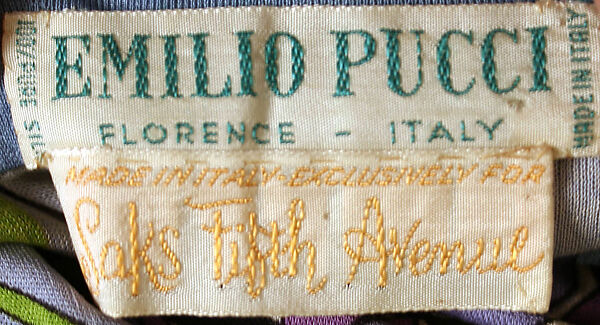 EMILIO PUCCI
FLORENCE - ITALY
MADE IN ITALY
MADE IN ITALY EXCLUSIVELY FOR
Saks Fifth Avenue